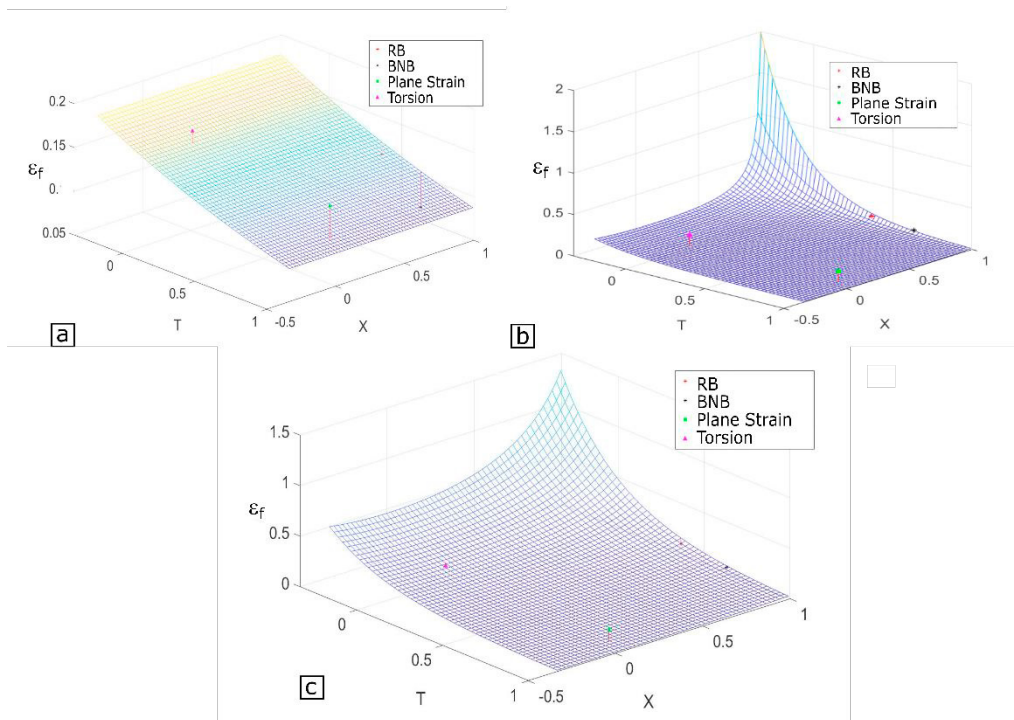 RB
BNB
Plane Strain
Torsion
0.2
0.15
0.
0.05
εf
0
0.5
1
T
-0.5
0
0.5
1
X
a
RB
BNB
Plane Strain
Torsion
2
1.5
1
0.5
0
εf
0
0.5
1
T
-0.5
0
0.5
1
X
b
RB
BNB
Plane Strain
Torsion
1.5
1
0.5
0
εf
0
0.5
1
T
-0.5
0
0.5
1
X
c